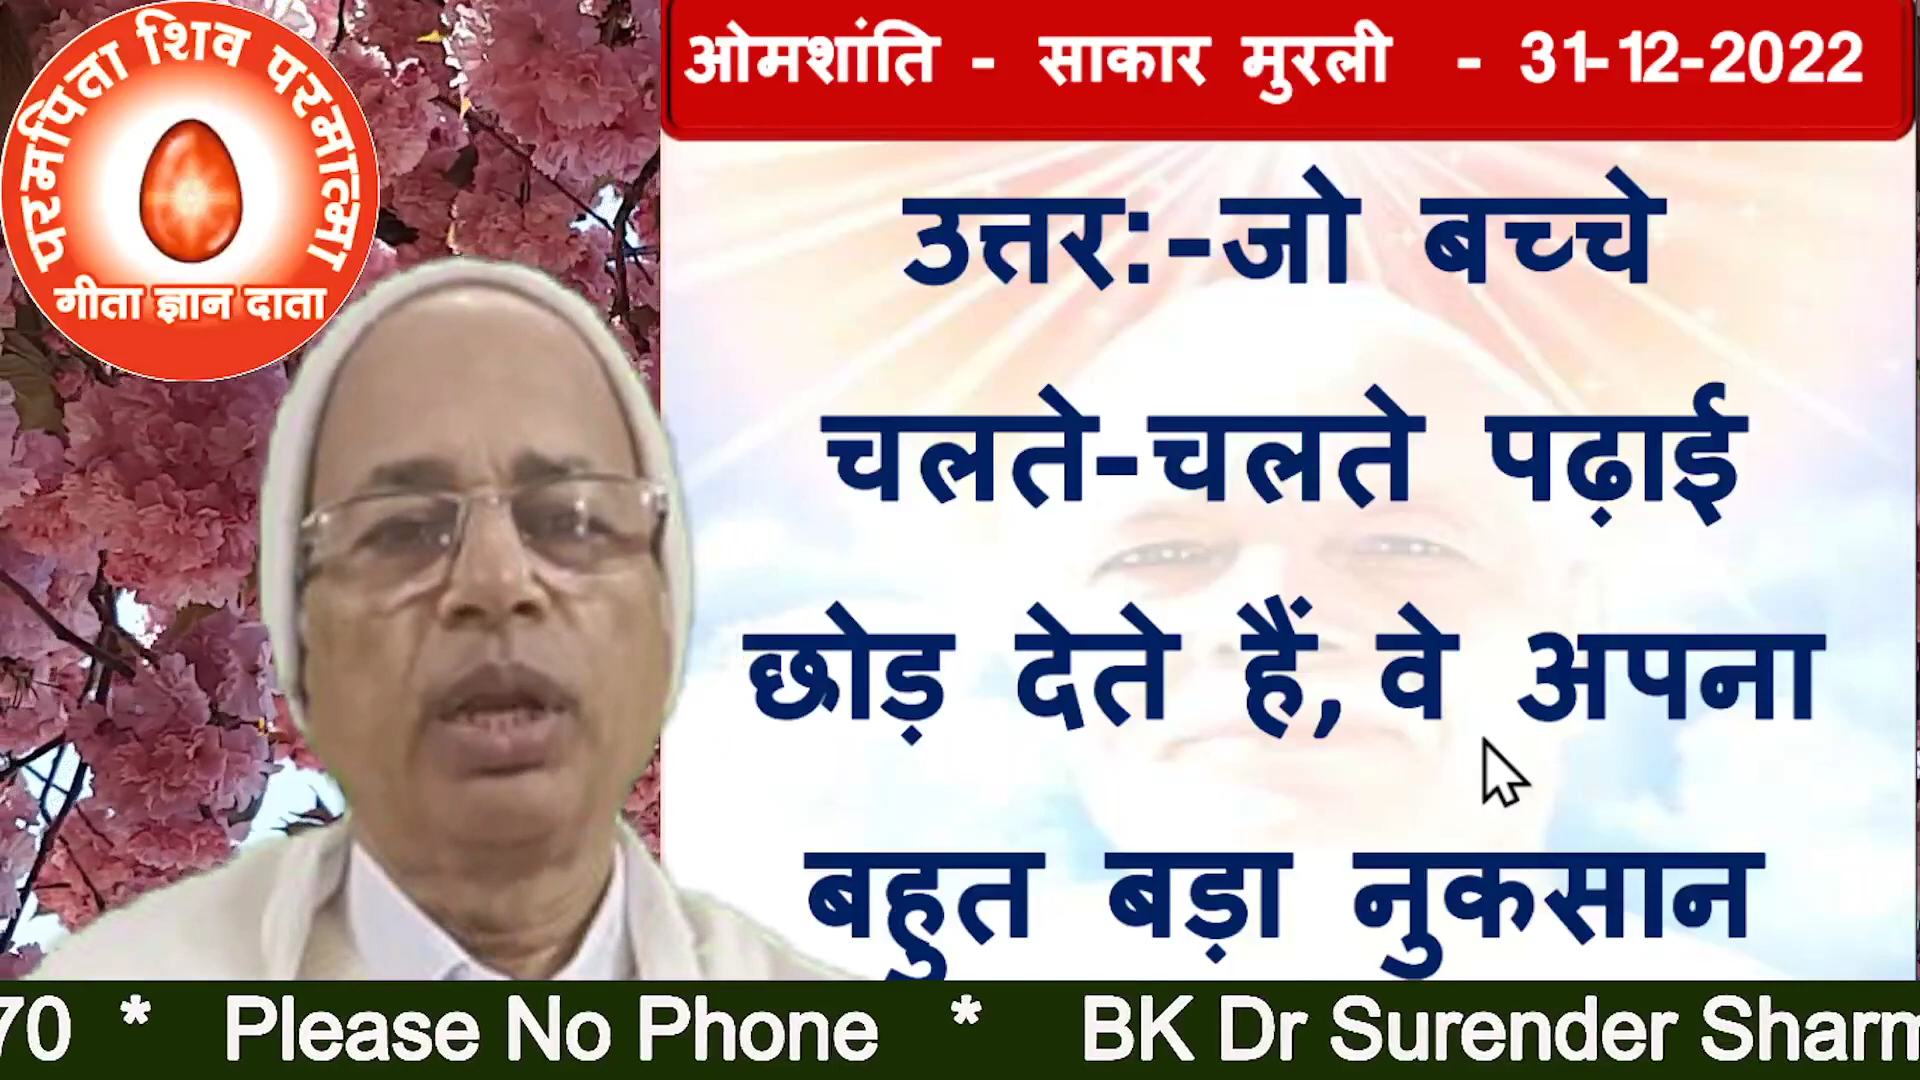 परमपिता शिव परमात्मा
गीता ज्ञान दाता
ओमशांति - साकार मुरली - 31-12-2022
उत्तर:-जो बच्चे
चलते-चलते पढ़ाई
छोड़ देते हैं, वे अपना
बहुत बड़ा नुकसान
70 * Please No Phone * BK Dr Surender Sharm